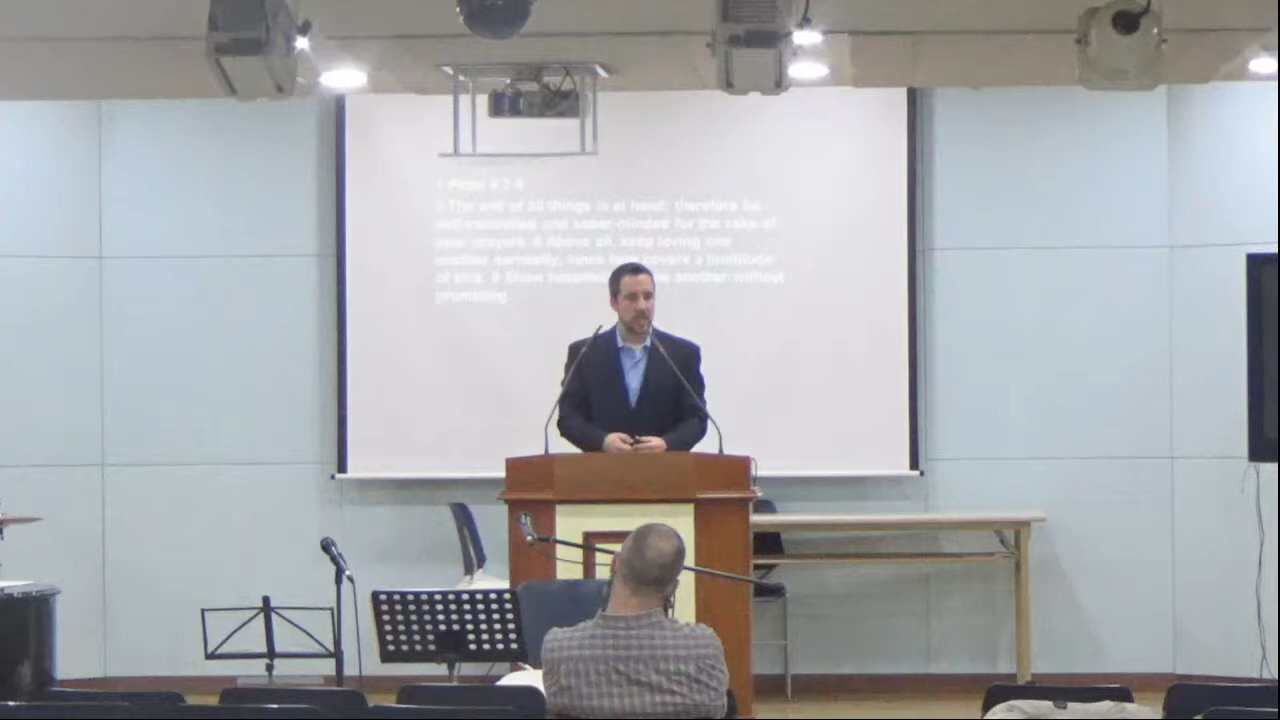 1 Peter 4:7-9
7 The end of all things is at hand; therefore be
self-controlled and sober-minded for the sake of
your prayers. 8 Above all, keep loving one
another earnestly, since love covers a multitude
of sins. 9 Show one another without
grumbling.